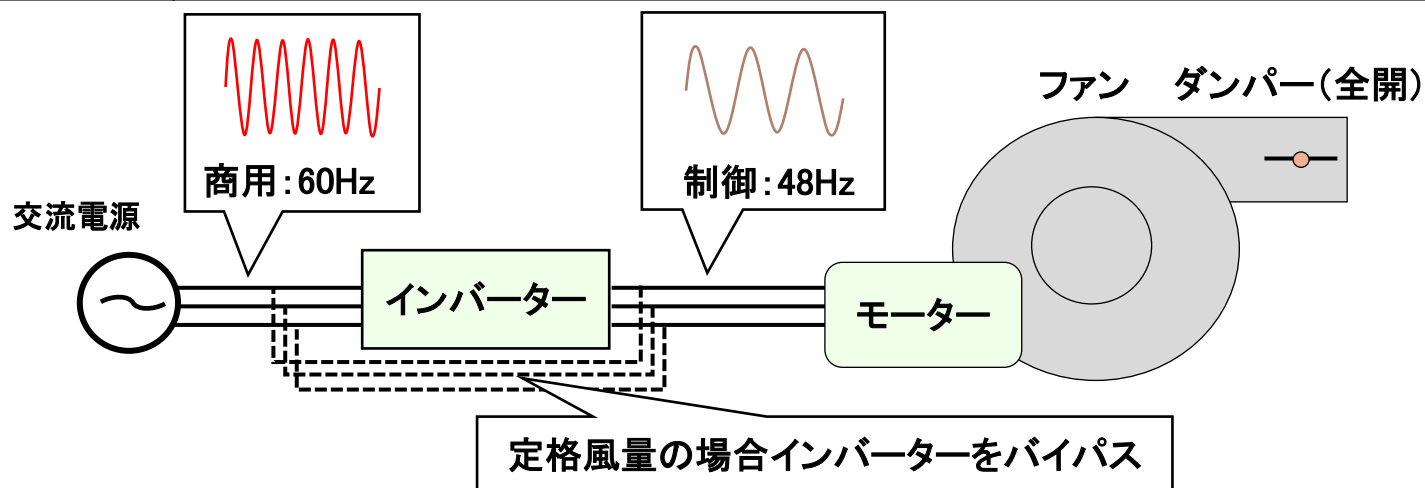 ファン ダンパー(全開)
商用:60Hz
制御:48Hz
交流電源
インバーター
モーター
定格風量の場合インバーターをバイパス